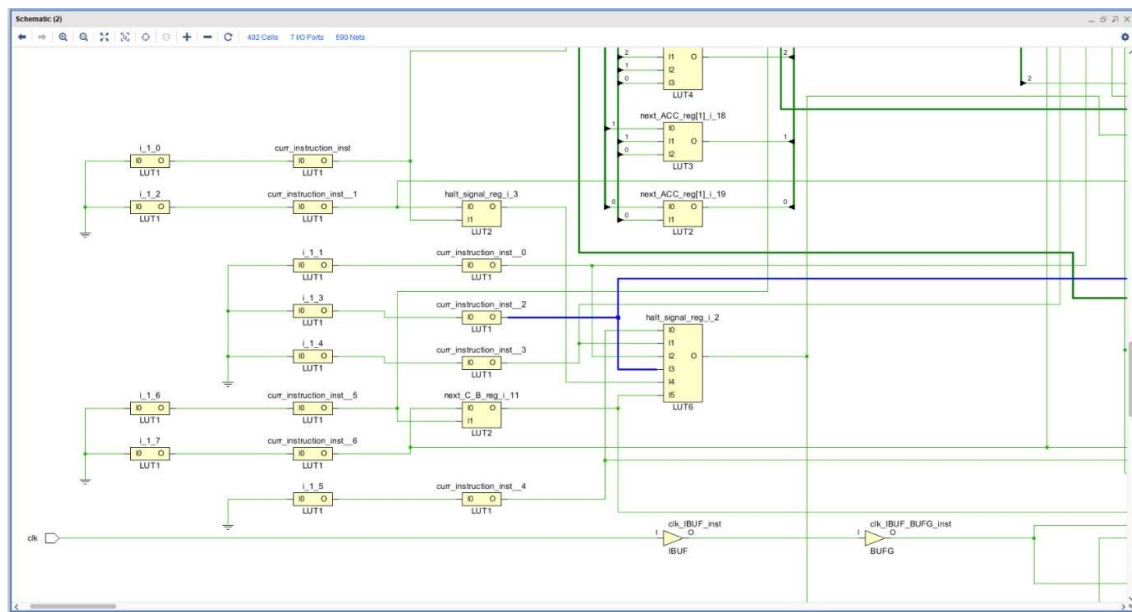 Schematic (2)
402 Cells 7 I/O Ports 590 Nets
2 I1 O 2
1 I2
0 I3
LUT4
2
next_ACC_reg[1]_i_18
1 I0 O 1
1 I1
0 I2
LUT3
i_1_0 curr_instruction_inst
I0 O I0 O
LUT1 LUT1
i_1_2 curr_instruction_inst__1 halt_signal_reg_i_3 next_ACC_reg[1]_i_19
I0 O I0 O I0 O 0 I0 O 0
I1 0 I1
LUT1 LUT1 LUT2 LUT2
i_1_1 curr_instruction_inst__0
I0 O I0 O
LUT1 LUT1
i_1_3 curr_instruction_inst__2
I0 O I0 O
LUT1 LUT1
halt_signal_reg_i_2
I0
I1
I2 O
I3
I4
I5
LUT6
i_1_4 curr_instruction_inst__3
I0 O I0 O
LUT1 LUT1
i_1_6 curr_instruction_inst__5 next_C_B_reg_i_11
I0 O I0 O I0 O
I1
LUT1 LUT1 LUT2
i_1_7 curr_instruction_inst__6
I0 O I0 O
LUT1 LUT1
i_1_5 curr_instruction_inst__4
I0 O I0 O
LUT1 LUT1
clk_IBUF_inst clk_IBUF_BUFG_inst
clk I O I O
IBUF BUFG